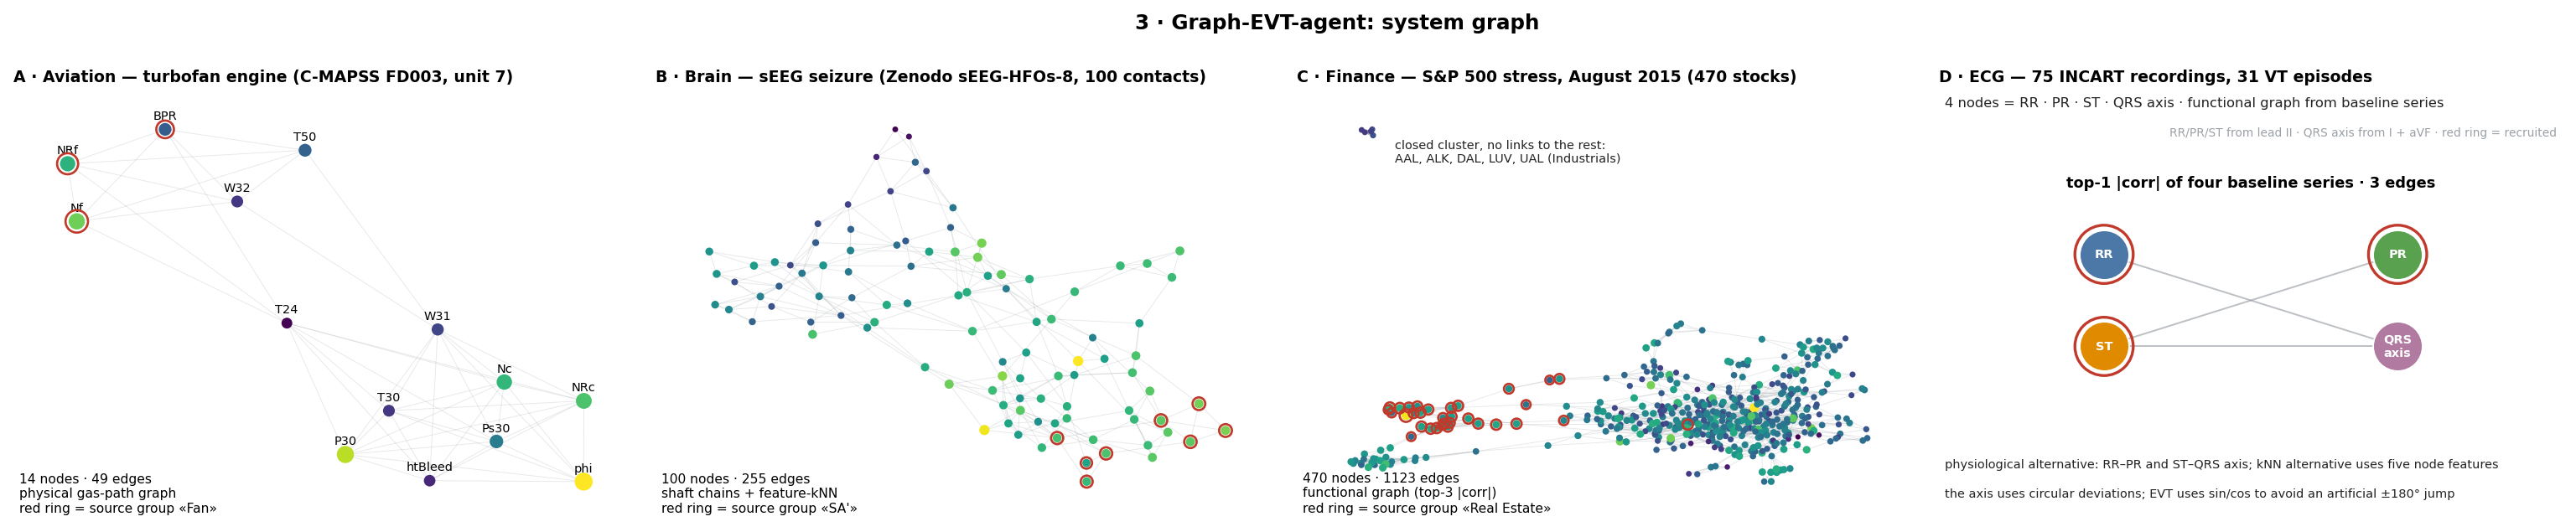 3 · Graph-EVT-agent: system graph
A · Aviation — turbofan engine (C-MAPSS FD003, unit 7)
BPR
T50
NRf
W32
Nf
T24
W31
Nc
NRc
T30
Ps30
P30
htBleed
phi
14 nodes · 49 edges
physical gas-path graph
red ring = source group «Fan»
B · Brain — sEEG seizure (Zenodo sEEG-HFOs-8, 100 contacts)
100 nodes · 255 edges
shaft chains + feature-kNN
red ring = source group «SA'»
C · Finance — S&P 500 stress, August 2015 (470 stocks)
closed cluster, no links to the rest:
AAL, ALK, DAL, LUV, UAL (Industrials)
470 nodes · 1123 edges
functional graph (top-3 |corr|)
red ring = source group «Real Estate»
D · ECG — 75 INCART recordings, 31 VT episodes
4 nodes = RR · PR · ST · QRS axis · functional graph from baseline series
RR/PR/ST from lead II · QRS axis from I + aVF · red ring = recruited
top-1 |corr| of four baseline series · 3 edges
RR
PR
ST
QRS
axis
physiological alternative: RR–PR and ST–QRS axis; kNN alternative uses five node features
the axis uses circular deviations; EVT uses sin/cos to avoid an artificial ±180° jump